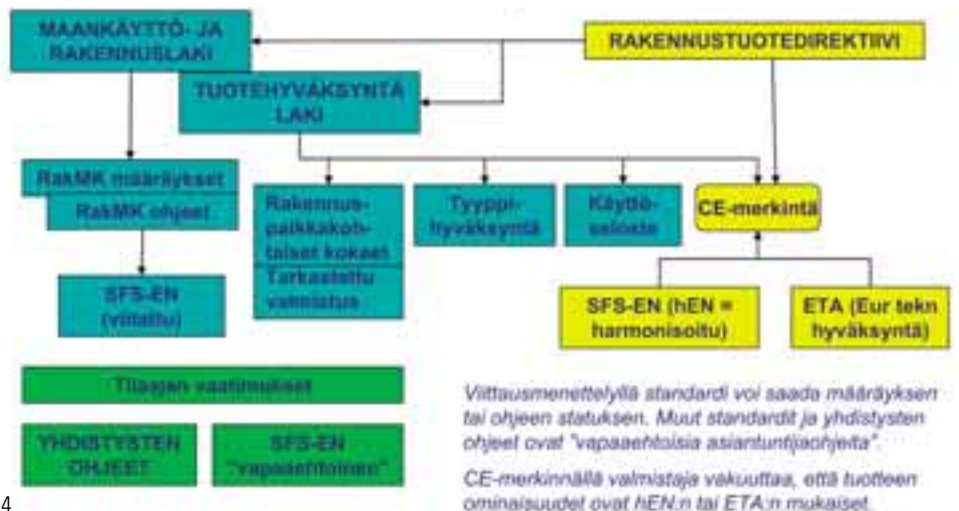 MAANKÄYTTÖ- JA
RAKENNUSLAKI
RAKENNUSTUOTEDIREKTIIVI
TUOTEHYVÄKSYNTÄ
LAKI
RakMK määräykset
RakMK ohjeet
Rakennus-
paikkakoh-
taiset kokeet
Tarkastettu
valmistus
Tyyppi-
hyväksyntä
Käyttö-
seloste
CE-merkintä
SFS-EN
(viitattu)
SFS-EN (hEN =
harmonisoitu)
ETA (Eur tekn
hyväksyntä)
Tilaajan vaatimukset
YHDISTYSTEN
OHJEET
SFS-EN
"vapaaehtoinen"
Viittausmenettelyllä standardi voi saada määräyksen
tai ohjeen statuksen. Muut standardit ja yhdistysten
ohjeet ovat "vapaaehtoisia asiantuntijaohjeita".
CE-merkinnällä valmistaja vakuuttaa, että tuotteen
ominaisuudet ovat hEN:n tai ETA:n mukaiset.
4